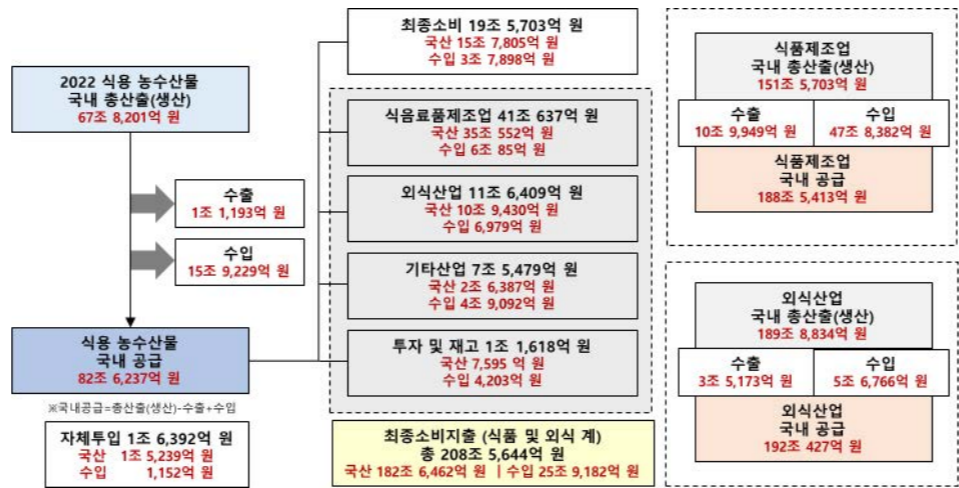 2022 식용 농수산물
국내 총산출(생산)
67조 8,201억 원
수출
1조 1,193억 원
수입
15조 9,229억 원
식용 농수산물
국내 공급
82조 6,237억 원
※국내공급=총산출(생산)-수출+수입
자체투입 1조 6,392억 원
국산 1조 5,239억 원
수입 1,152억 원
최종소비 19조 5,703억 원
국산 15조 7,805억 원
수입 3조 7,898억 원
식음료품제조업 41조 637억 원
국산 35조 552억 원
수입 6조 85억 원
외식산업 11조 6,409억 원
국산 10조 9,430억 원
수입 6,979억 원
기타산업 7조 5,479억 원
국산 2조 6,387억 원
수입 4조 9,092억 원
투자 및 재고 1조 1,618억 원
국산 7,595 억 원
수입 4,203억 원
최종소비지출 (식품 및 외식 계)
총 208조 5,644억 원
국산 182조 6,462억 원 | 수입 25조 9,182억 원
식품제조업
국내 총산출(생산)
151조 5,703억 원
수출
10조 9,949억 원
수입
47조 8,382억 원
식품제조업
국내 공급
188조 5,413억 원
외식산업
국내 총산출(생산)
189조 8,834억 원
수출
3조 5,173억 원
수입
5조 6,766억 원
외식산업
국내 공급
192조 427억 원